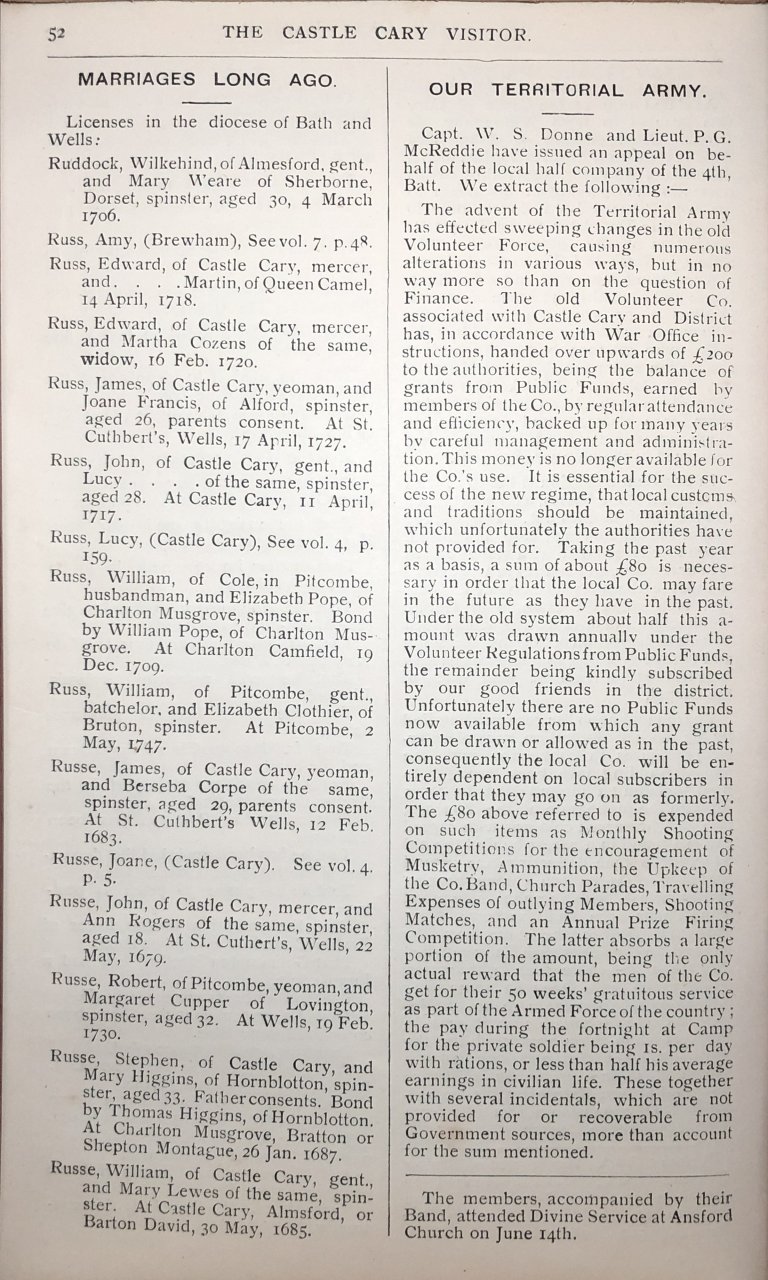 52
THE CASTLE CARY VISITOR.
MARRIAGES LONG AGO.
Licenses in the diocese of Bath and
Wells:
Ruddock, Wilkehind, of Almesford, gent.,
and Mary Weare of Sherborne,
Dorset, spinster, aged 30, 4 March
1706.
Russ, Amy, (Brewham), See vol. 7. p. 48.
Russ, Edward, of Castle Cary, mercer,
and. . . . Martin, of Queen Camel,
14 April, 1718.
Russ, Edward, of Castle Cary, mercer,
and Martha Cozens of the same,
widow, 16 Feb. 1720.
Russ, James, of Castle Cary, yeoman, and
Joane Francis, of Alford, spinster,
aged 26, parents consent. At St.
Cuthbert's, Wells, 17 April, 1727.
Russ, John, of Castle Cary, gent., and
Lucy . . . . of the same, spinster,
aged 28. At Castle Cary, 11 April,
1717.
Russ, Lucy, (Castle Cary), See vol. 4, p.
159.
Russ, William, of Cole, in Pitcombe,
husbandman, and Elizabeth Pope, of
Charlton Musgrove, spinster. Bond
by William Pope, of Charlton Mus-
grove. At Charlton Camfield, 19
Dec. 1709.
Russ, William, of Pitcombe, gent.,
batchelor, and Elizabeth Clothier, of
Bruton, spinster. At Pitcombe, 2
May, 1747.
Russe, James, of Castle Cary, yeoman,
and Berseba Corpe of the same,
spinster, aged 29, parents consent.
At St. Cuthbert's Wells, 12 Feb.
1683.
Russe, Joane, (Castle Cary). See vol. 4.
p. 5.
Russe, John, of Castle Cary, mercer, and
Ann Rogers of the same, spinster,
aged 18. At St. Cuthert's, Wells, 22
May, 1679.
Russe, Robert, of Pitcombe, yeoman, and
Margaret Cupper of Lovington,
spinster, aged 32. At Wells, 19 Feb.
1730.
Russe, Stephen, of Castle Cary, and
Mary Higgins, of Hornblotton, spin-
ster, aged 33. Father consents. Bond
by Thomas Higgins, of Hornblotton.
At Charlton Musgrove, Bratton or
Shepton Montague, 26 Jan. 1687.
Russe, William, of Castle Cary, gent.,
and Mary Lewes of the same, spin-
ster. At Castle Cary, Almsford, or
Barton David, 30 May, 1685.
OUR TERRITORIAL ARMY.
Capt. W. S. Donne and Lieut. P. G.
McReddie have issued an appeal on be-
half of the local half company of the 4th,
Batt. We extract the following :—
The advent of the Territorial Army
has effected sweeping changes in the old
Volunteer Force, causing numerous
alterations in various ways, but in no
way more so than on the question of
Finance. The old Volunteer Co.
associated with Castle Cary and District
has, in accordance with War Office in-
structions, handed over upwards of £200
to the authorities, being the balance of
grants from Public Funds, earned by
members of the Co., by regular attendance
and efficiency, backed up for many years
by careful management and administra-
tion. This money is no longer available for
the Co.'s use. It is essential for the suc-
cess of the new regime, that local customs
and traditions should be maintained,
which unfortunately the authorities have
not provided for. Taking the past year
as a basis, a sum of about £80 is neces-
sary in order that the local Co. may fare
in the future as they have in the past.
Under the old system about half this a-
mount was drawn annually under the
Volunteer Regulations from Public Funds,
the remainder being kindly subscribed
by our good friends in the district.
Unfortunately there are no Public Funds
now available from which any grant
can be drawn or allowed as in the past,
consequently the local Co. will be en-
tirely dependent on local subscribers in
order that they may go on as formerly.
The £80 above referred to is expended
on such items as Monthly Shooting
Competitions for the encouragement of
Musketry, Ammunition, the Upkeep of
the Co. Band, Church Parades, Travelling
Expenses of outlying Members, Shooting
Matches, and an Annual Prize Firing
Competition. The latter absorbs a large
portion of the amount, being the only
actual reward that the men of the Co.
get for their 50 weeks' gratuitous service
as part of the Armed Force of the country ;
the pay during the fortnight at Camp
for the private soldier being 1s. per day
with rations, or less than half his average
earnings in civilian life. These together
with several incidentals, which are not
provided for or recoverable from
Government sources, more than account
for the sum mentioned.
The members, accompanied by their
Band, attended Divine Service at Ansford
Church on June 14th.